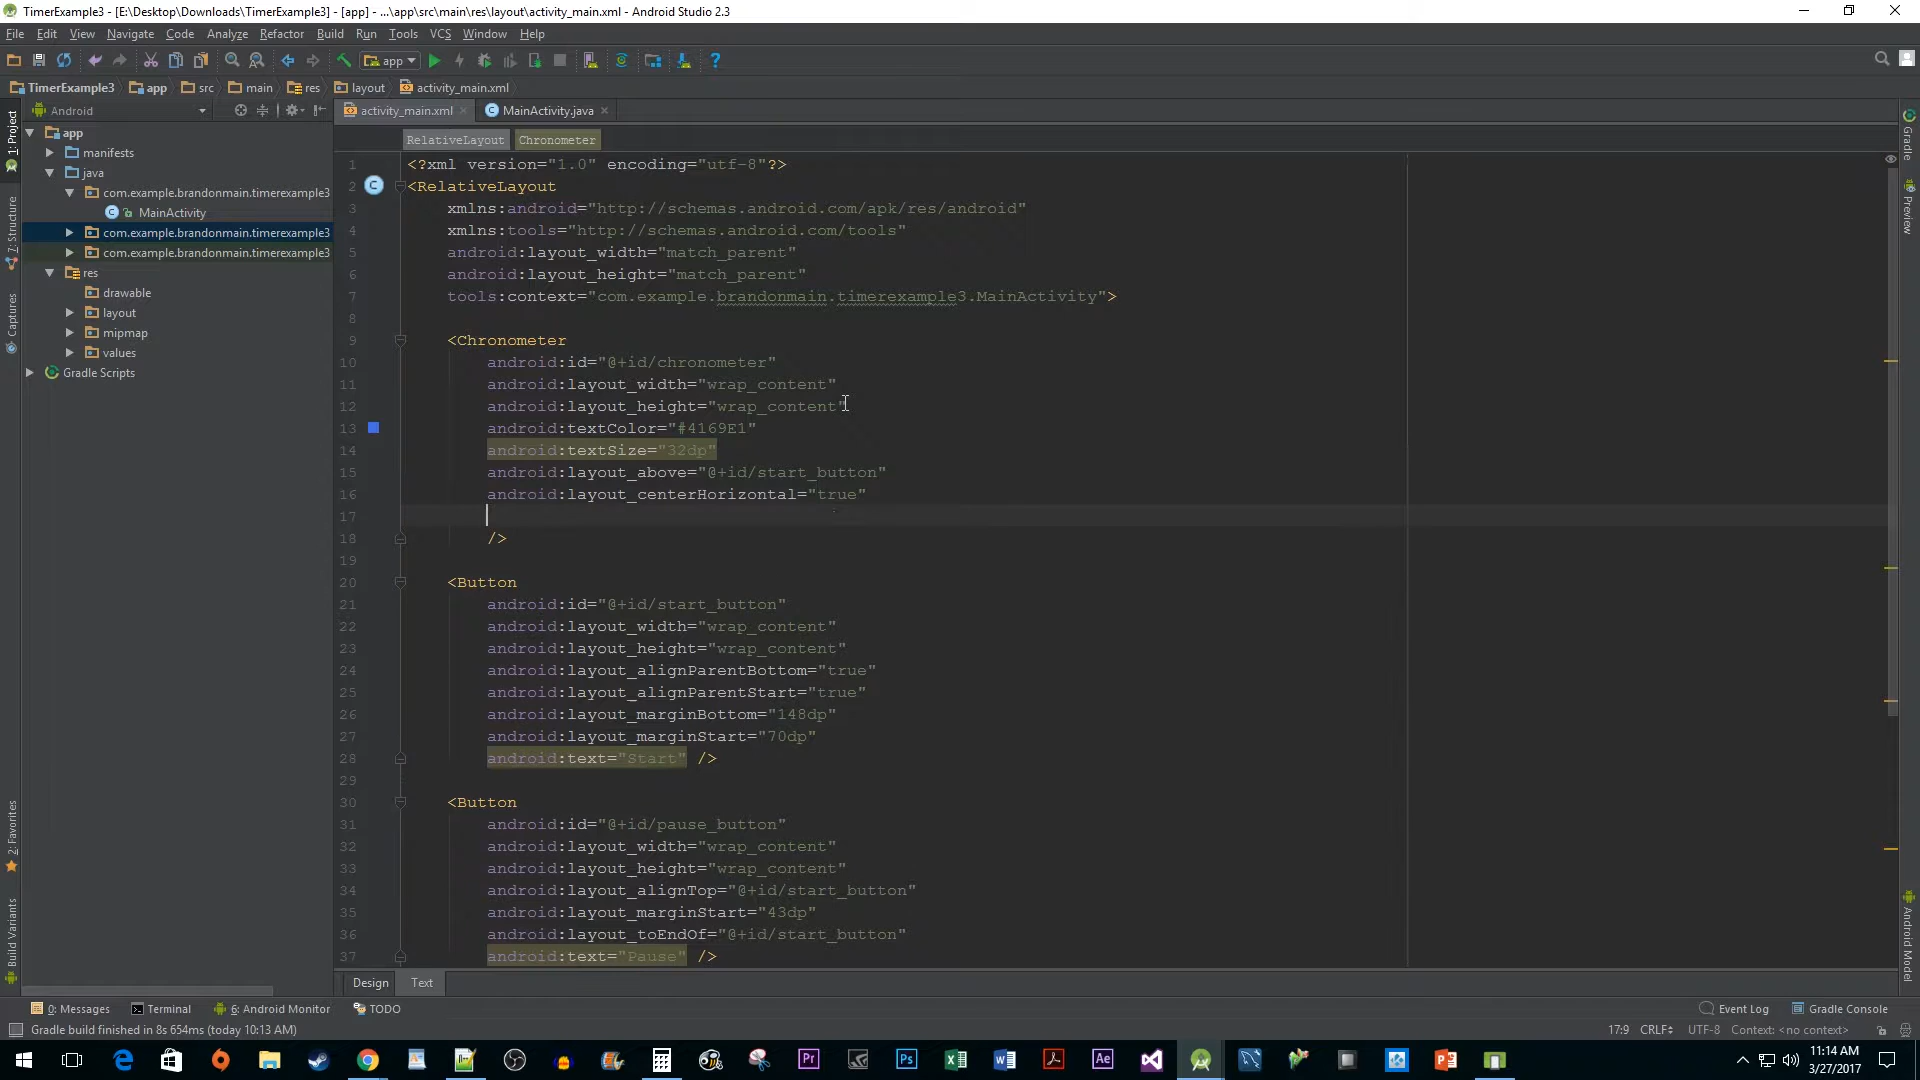 TimerExample3 - [E:\Desktop\Downloads\TimerExample3] - [app] - ...\app\src\main\res\layout\activity_main.xml - Android Studio 2.3
File Edit View Navigate Code Analyze Refactor Build Run Tools VCS Window Help
app
TimerExample3 app src main res layout activity_main.xml
Android
activity_main.xml MainActivity.java
RelativeLayout Chronometer
1: Project
7: Structure
Captures
2: Favorites
Build Variants
app
manifests
java
com.example.brandonmain.timerexample3
MainActivity
com.example.brandonmain.timerexample3
com.example.brandonmain.timerexample3
res
drawable
layout
mipmap
values
Gradle Scripts
1 <?xml version="1.0" encoding="utf-8"?>
2 <RelativeLayout
3 xmlns:android="http://schemas.android.com/apk/res/android"
4 xmlns:tools="http://schemas.android.com/tools"
5 android:layout_width="match_parent"
6 android:layout_height="match_parent"
7 tools:context="com.example.brandonmain.timerexample3.MainActivity">
8
9 <Chronometer
10 android:id="@+id/chronometer"
11 android:layout_width="wrap_content"
12 android:layout_height="wrap_content"
13 android:textColor="#4169E1"
14 android:textSize="32dp"
15 android:layout_above="@+id/start_button"
16 android:layout_centerHorizontal="true"
17
18 />
19
20 <Button
21 android:id="@+id/start_button"
22 android:layout_width="wrap_content"
23 android:layout_height="wrap_content"
24 android:layout_alignParentBottom="true"
25 android:layout_alignParentStart="true"
26 android:layout_marginBottom="148dp"
27 android:layout_marginStart="70dp"
28 android:text="Start" />
29
30 <Button
31 android:id="@+id/pause_button"
32 android:layout_width="wrap_content"
33 android:layout_height="wrap_content"
34 android:layout_alignTop="@+id/start_button"
35 android:layout_marginStart="43dp"
36 android:layout_toEndOf="@+id/start_button"
37 android:text="Pause" />
Gradle
Preview
Android Model
Design Text
0: Messages Terminal 6: Android Monitor TODO Event Log Gradle Console
Gradle build finished in 8s 654ms (today 10:13 AM) 17:9 CRLF UTF-8 Context: <no context>
11:14 AM
3/27/2017